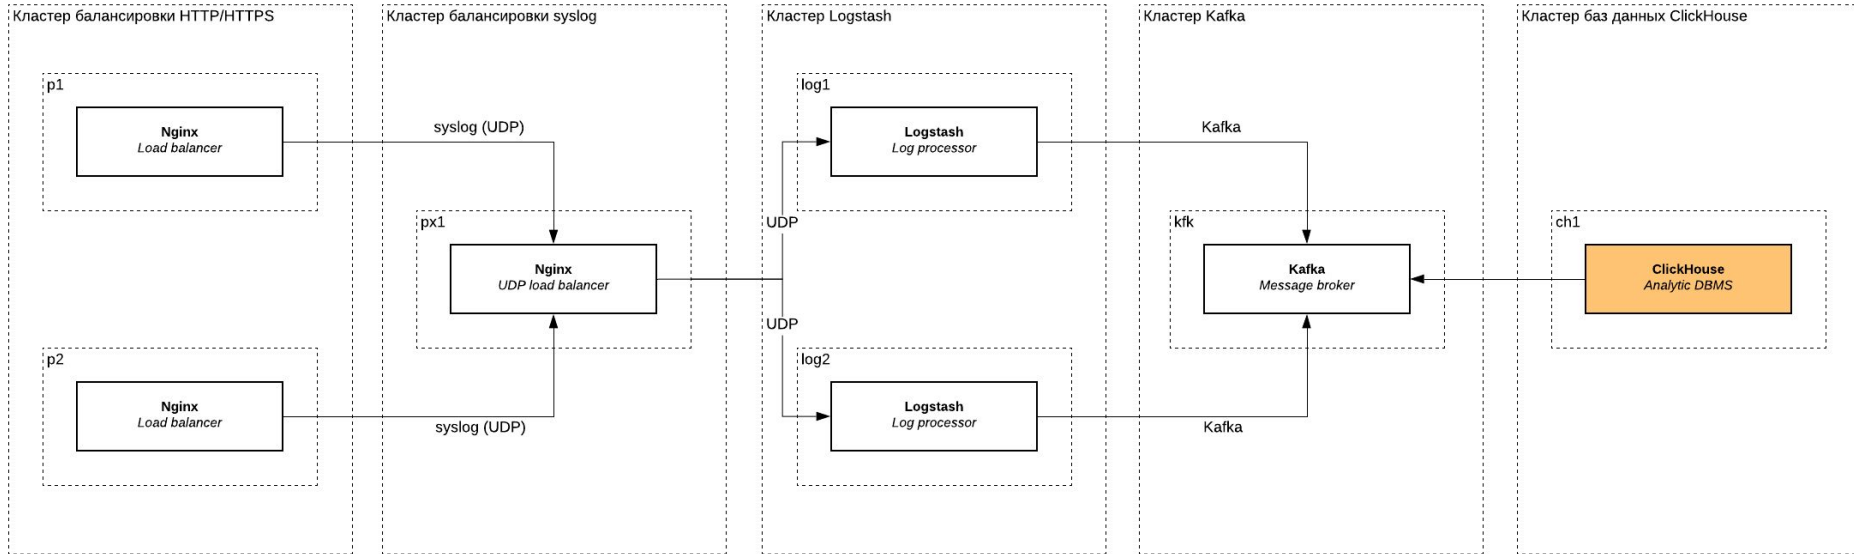 Кластер балансировки HTTP/HTTPS
p1
Nginx
Load balancer
p2
Nginx
Load balancer
syslog (UDP)
syslog (UDP)
Кластер балансировки syslog
px1
Nginx
UDP load balancer
UDP
UDP
Кластер Logstash
log1
Logstash
Log processor
log2
Logstash
Log processor
Kafka
Kafka
Кластер Kafka
kfk
Kafka
Message broker
Кластер баз данных ClickHouse
ch1
ClickHouse
Analytic DBMS